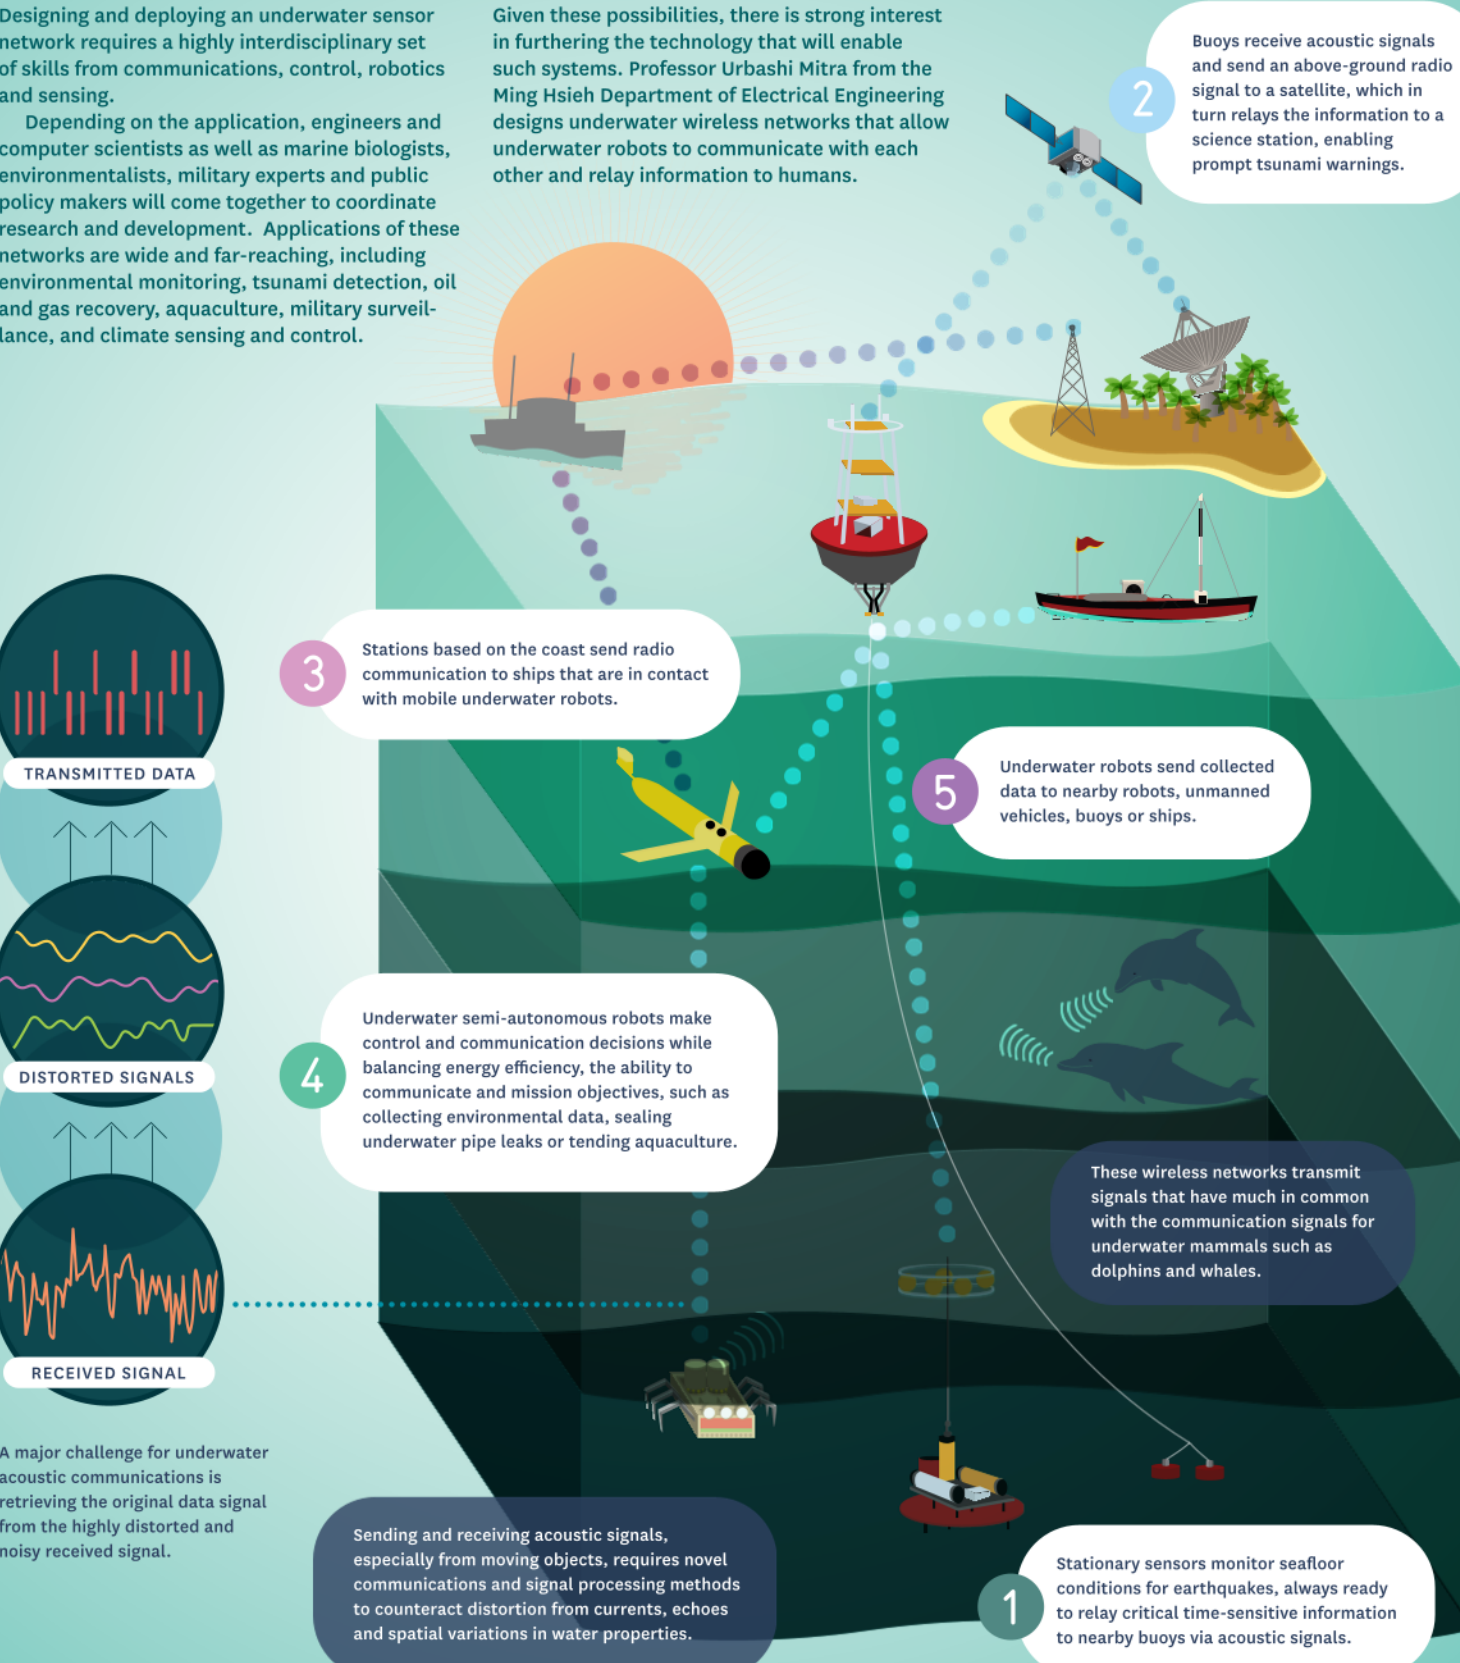 Designing and deploying an underwater sensor
network requires a highly interdisciplinary set
of skills from communications, control, robotics
and sensing.
Depending on the application, engineers and
computer scientists as well as marine biologists,
environmentalists, military experts and public
policy makers will come together to coordinate
research and development. Applications of these
networks are wide and far-reaching, including
environmental monitoring, tsunami detection, oil
and gas recovery, aquaculture, military surveil-
lance, and climate sensing and control.
Given these possibilities, there is strong interest
in furthering the technology that will enable
such systems. Professor Urbashi Mitra from the
Ming Hsieh Department of Electrical Engineering
designs underwater wireless networks that allow
underwater robots to communicate with each
other and relay information to humans.
2
Buoys receive acoustic signals
and send an above-ground radio
signal to a satellite, which in
turn relays the information to a
science station, enabling
prompt tsunami warnings.
3
Stations based on the coast send radio
communication to ships that are in contact
with mobile underwater robots.
TRANSMITTED DATA
5
Underwater robots send collected
data to nearby robots, unmanned
vehicles, buoys or ships.
DISTORTED SIGNALS
4
Underwater semi-autonomous robots make
control and communication decisions while
balancing energy efficiency, the ability to
communicate and mission objectives, such as
collecting environmental data, sealing
underwater pipe leaks or tending aquaculture.
These wireless networks transmit
signals that have much in common
with the communication signals for
underwater mammals such as
dolphins and whales.
RECEIVED SIGNAL
A major challenge for underwater
acoustic communications is
retrieving the original data signal
from the highly distorted and
noisy received signal.
Sending and receiving acoustic signals,
especially from moving objects, requires novel
communications and signal processing methods
to counteract distortion from currents, echoes
and spatial variations in water properties.
1
Stationary sensors monitor seafloor
conditions for earthquakes, always ready
to relay critical time-sensitive information
to nearby buoys via acoustic signals.